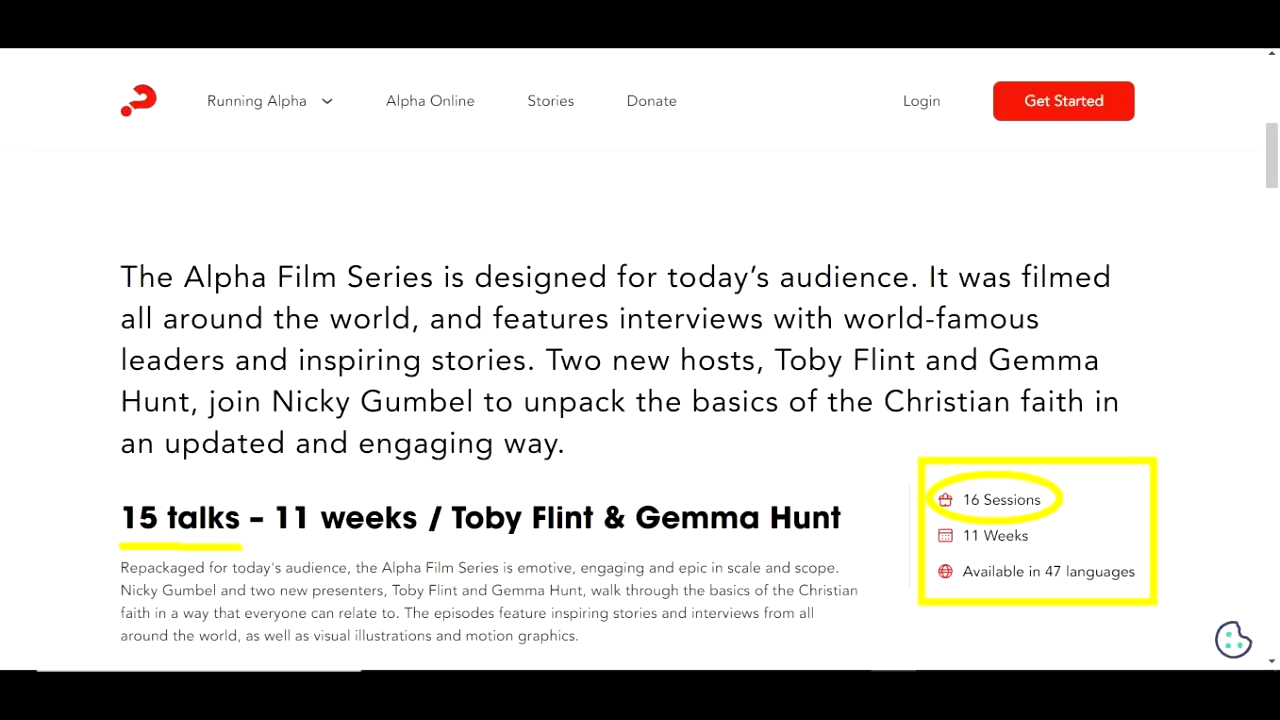 Running Alpha
Alpha Online
Stories
Donate
Login
Get Started
The Alpha Film Series is designed for today’s audience. It was filmed
all around the world, and features interviews with world-famous
leaders and inspiring stories. Two new hosts, Toby Flint and Gemma
Hunt, join Nicky Gumbel to unpack the basics of the Christian faith in
an updated and engaging way.
15 talks – 11 weeks / Toby Flint & Gemma Hunt
Repackaged for today's audience, the Alpha Film Series is emotive, engaging and epic in scale and scope.
Nicky Gumbel and two new presenters, Toby Flint and Gemma Hunt, walk through the basics of the Christian
faith in a way that everyone can relate to. The episodes feature inspiring stories and interviews from all
around the world, as well as visual illustrations and motion graphics.
16 Sessions
11 Weeks
Available in 47 languages